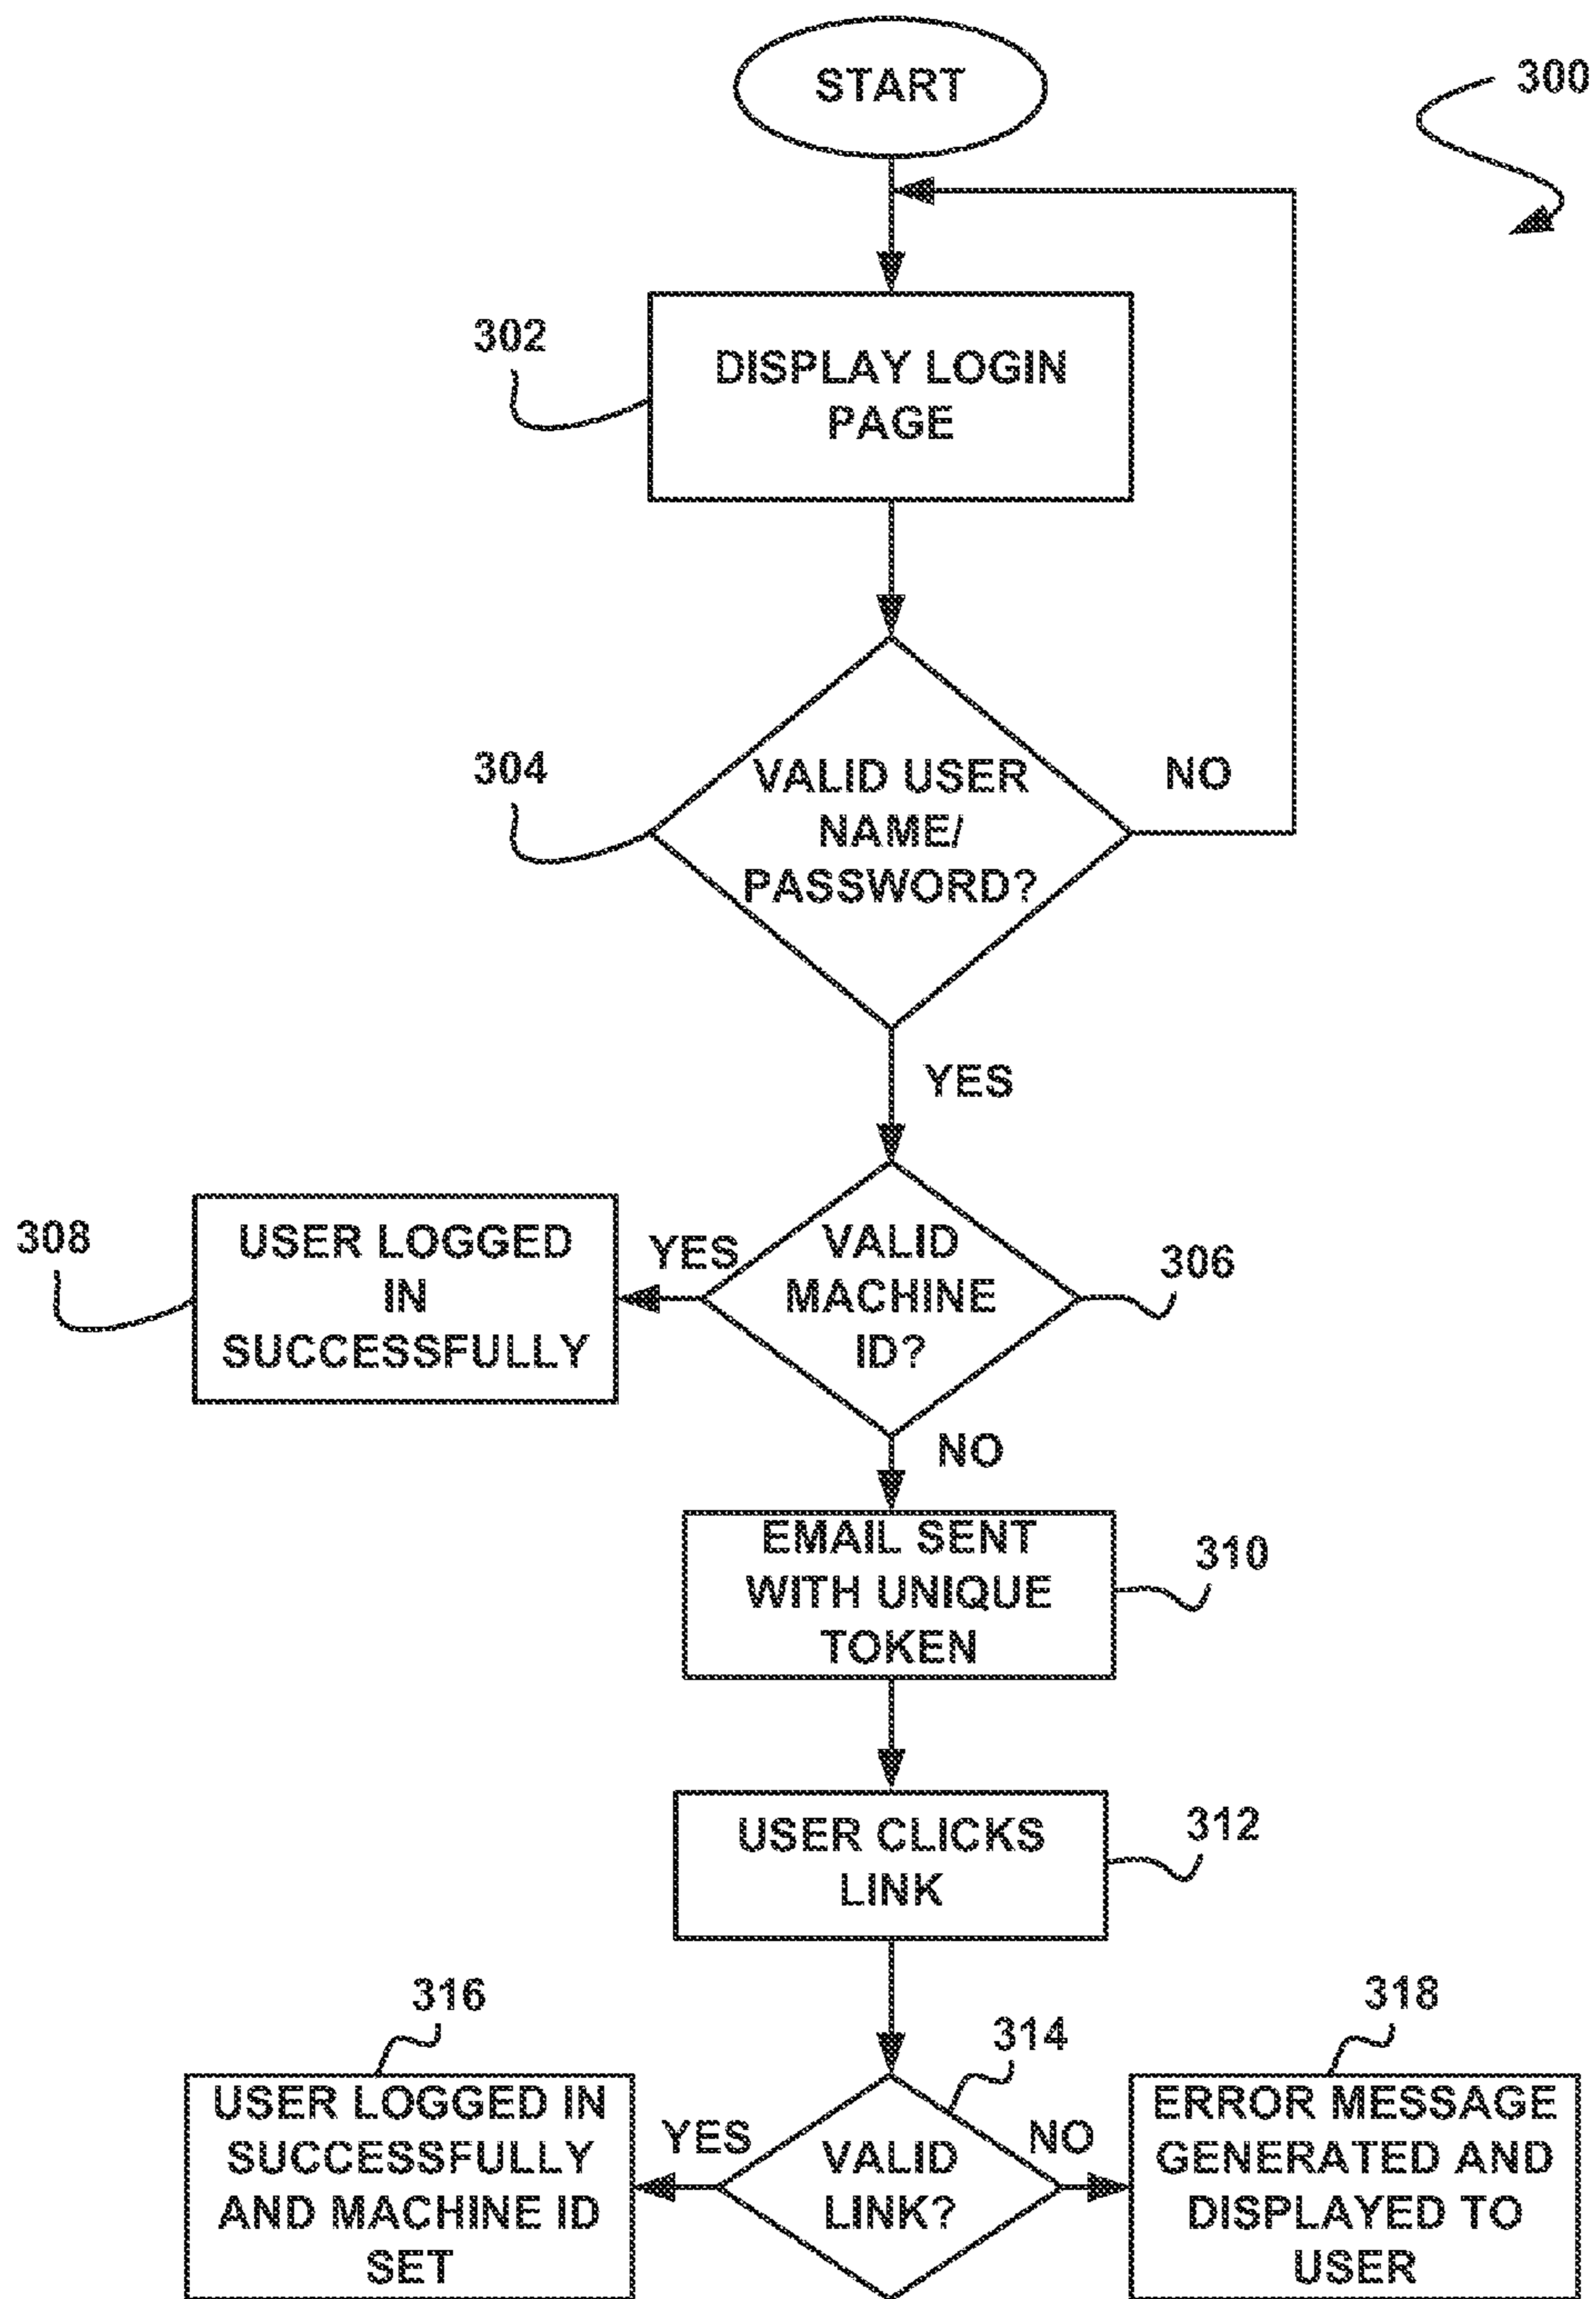 START
300
302
DISPLAY LOGIN
PAGE
304
VALID USER
NAME/
PASSWORD?
NO
YES
308
USER LOGGED
IN
SUCCESSFULLY
YES
VALID
MACHINE
ID?
306
NO
EMAIL SENT
WITH UNIQUE
TOKEN
310
USER CLICKS
LINK
312
316
USER LOGGED IN
SUCCESSFULLY
AND MACHINE ID
SET
YES
VALID
LINK?
314
NO
318
ERROR MESSAGE
GENERATED AND
DISPLAYED TO
USER